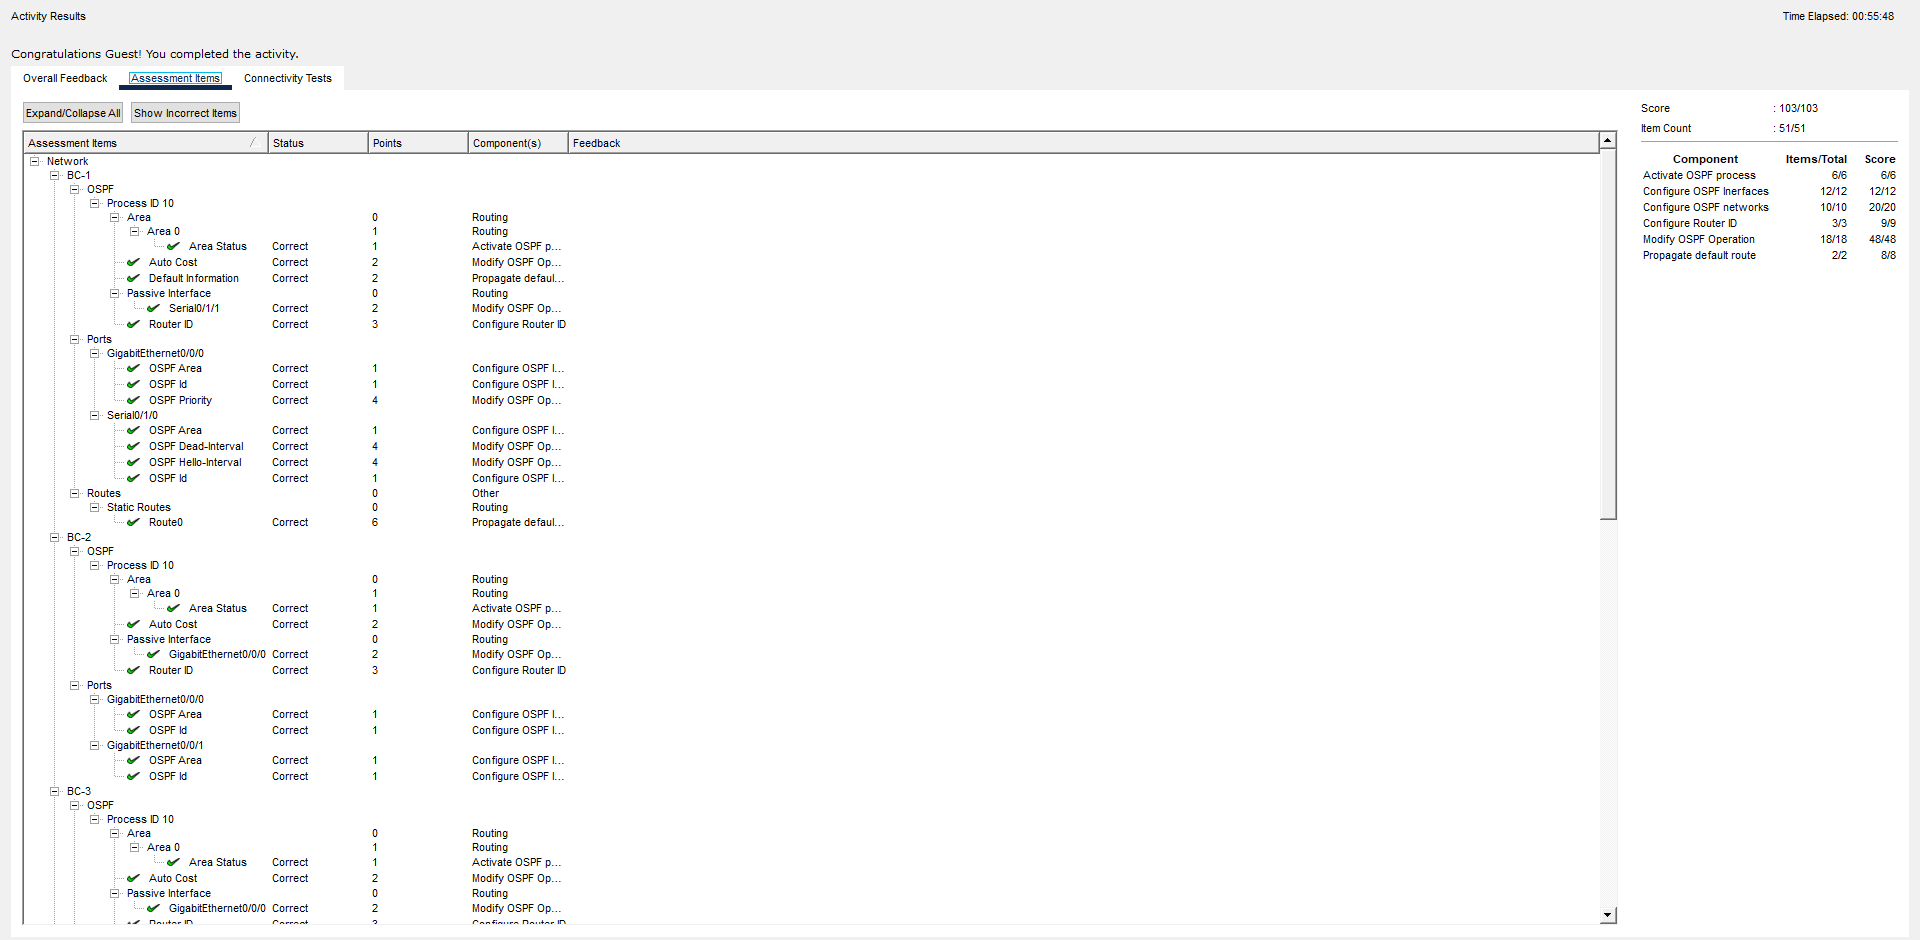 Activity Results
Time Elapsed: 00:55:48
Congratulations Guest! You completed the activity.
Overall Feedback Assessment Items Connectivity Tests
Expand/Collapse All Show Incorrect Items
Assessment Items Status Points Component(s) Feedback
Network
BC-1
OSPF
Process ID 10
Area 0 Routing
Area 0 1 Routing
Area Status Correct 1 Activate OSPF p...
Auto Cost Correct 2 Modify OSPF Op...
Default Information Correct 2 Propagate defaul...
Passive Interface 0 Routing
Serial0/1/1 Correct 2 Modify OSPF Op...
Router ID Correct 3 Configure Router ID
Ports
GigabitEthernet0/0/0
OSPF Area Correct 1 Configure OSPF I...
OSPF Id Correct 1 Configure OSPF I...
OSPF Priority Correct 4 Modify OSPF Op...
Serial0/1/0
OSPF Area Correct 1 Configure OSPF I...
OSPF Dead-Interval Correct 4 Modify OSPF Op...
OSPF Hello-Interval Correct 4 Modify OSPF Op...
OSPF Id Correct 1 Configure OSPF I...
Routes 0 Other
Static Routes 0 Routing
Route0 Correct 6 Propagate defaul...
BC-2
OSPF
Process ID 10
Area 0 Routing
Area 0 1 Routing
Area Status Correct 1 Activate OSPF p...
Auto Cost Correct 2 Modify OSPF Op...
Passive Interface 0 Routing
GigabitEthernet0/0/0 Correct 2 Modify OSPF Op...
Router ID Correct 3 Configure Router ID
Ports
GigabitEthernet0/0/0
OSPF Area Correct 1 Configure OSPF I...
OSPF Id Correct 1 Configure OSPF I...
GigabitEthernet0/0/1
OSPF Area Correct 1 Configure OSPF I...
OSPF Id Correct 1 Configure OSPF I...
BC-3
OSPF
Process ID 10
Area 0 Routing
Area 0 1 Routing
Area Status Correct 1 Activate OSPF p...
Auto Cost Correct 2 Modify OSPF Op...
Passive Interface 0 Routing
GigabitEthernet0/0/0 Correct 2 Modify OSPF Op...
Router ID Correct 3 Configure Router ID
Score : 103/103
Item Count : 51/51
Component Items/Total Score
Activate OSPF process 6/6 6/6
Configure OSPF Inerfaces 12/12 12/12
Configure OSPF networks 10/10 20/20
Configure Router ID 3/3 9/9
Modify OSPF Operation 18/18 48/48
Propagate default route 2/2 8/8